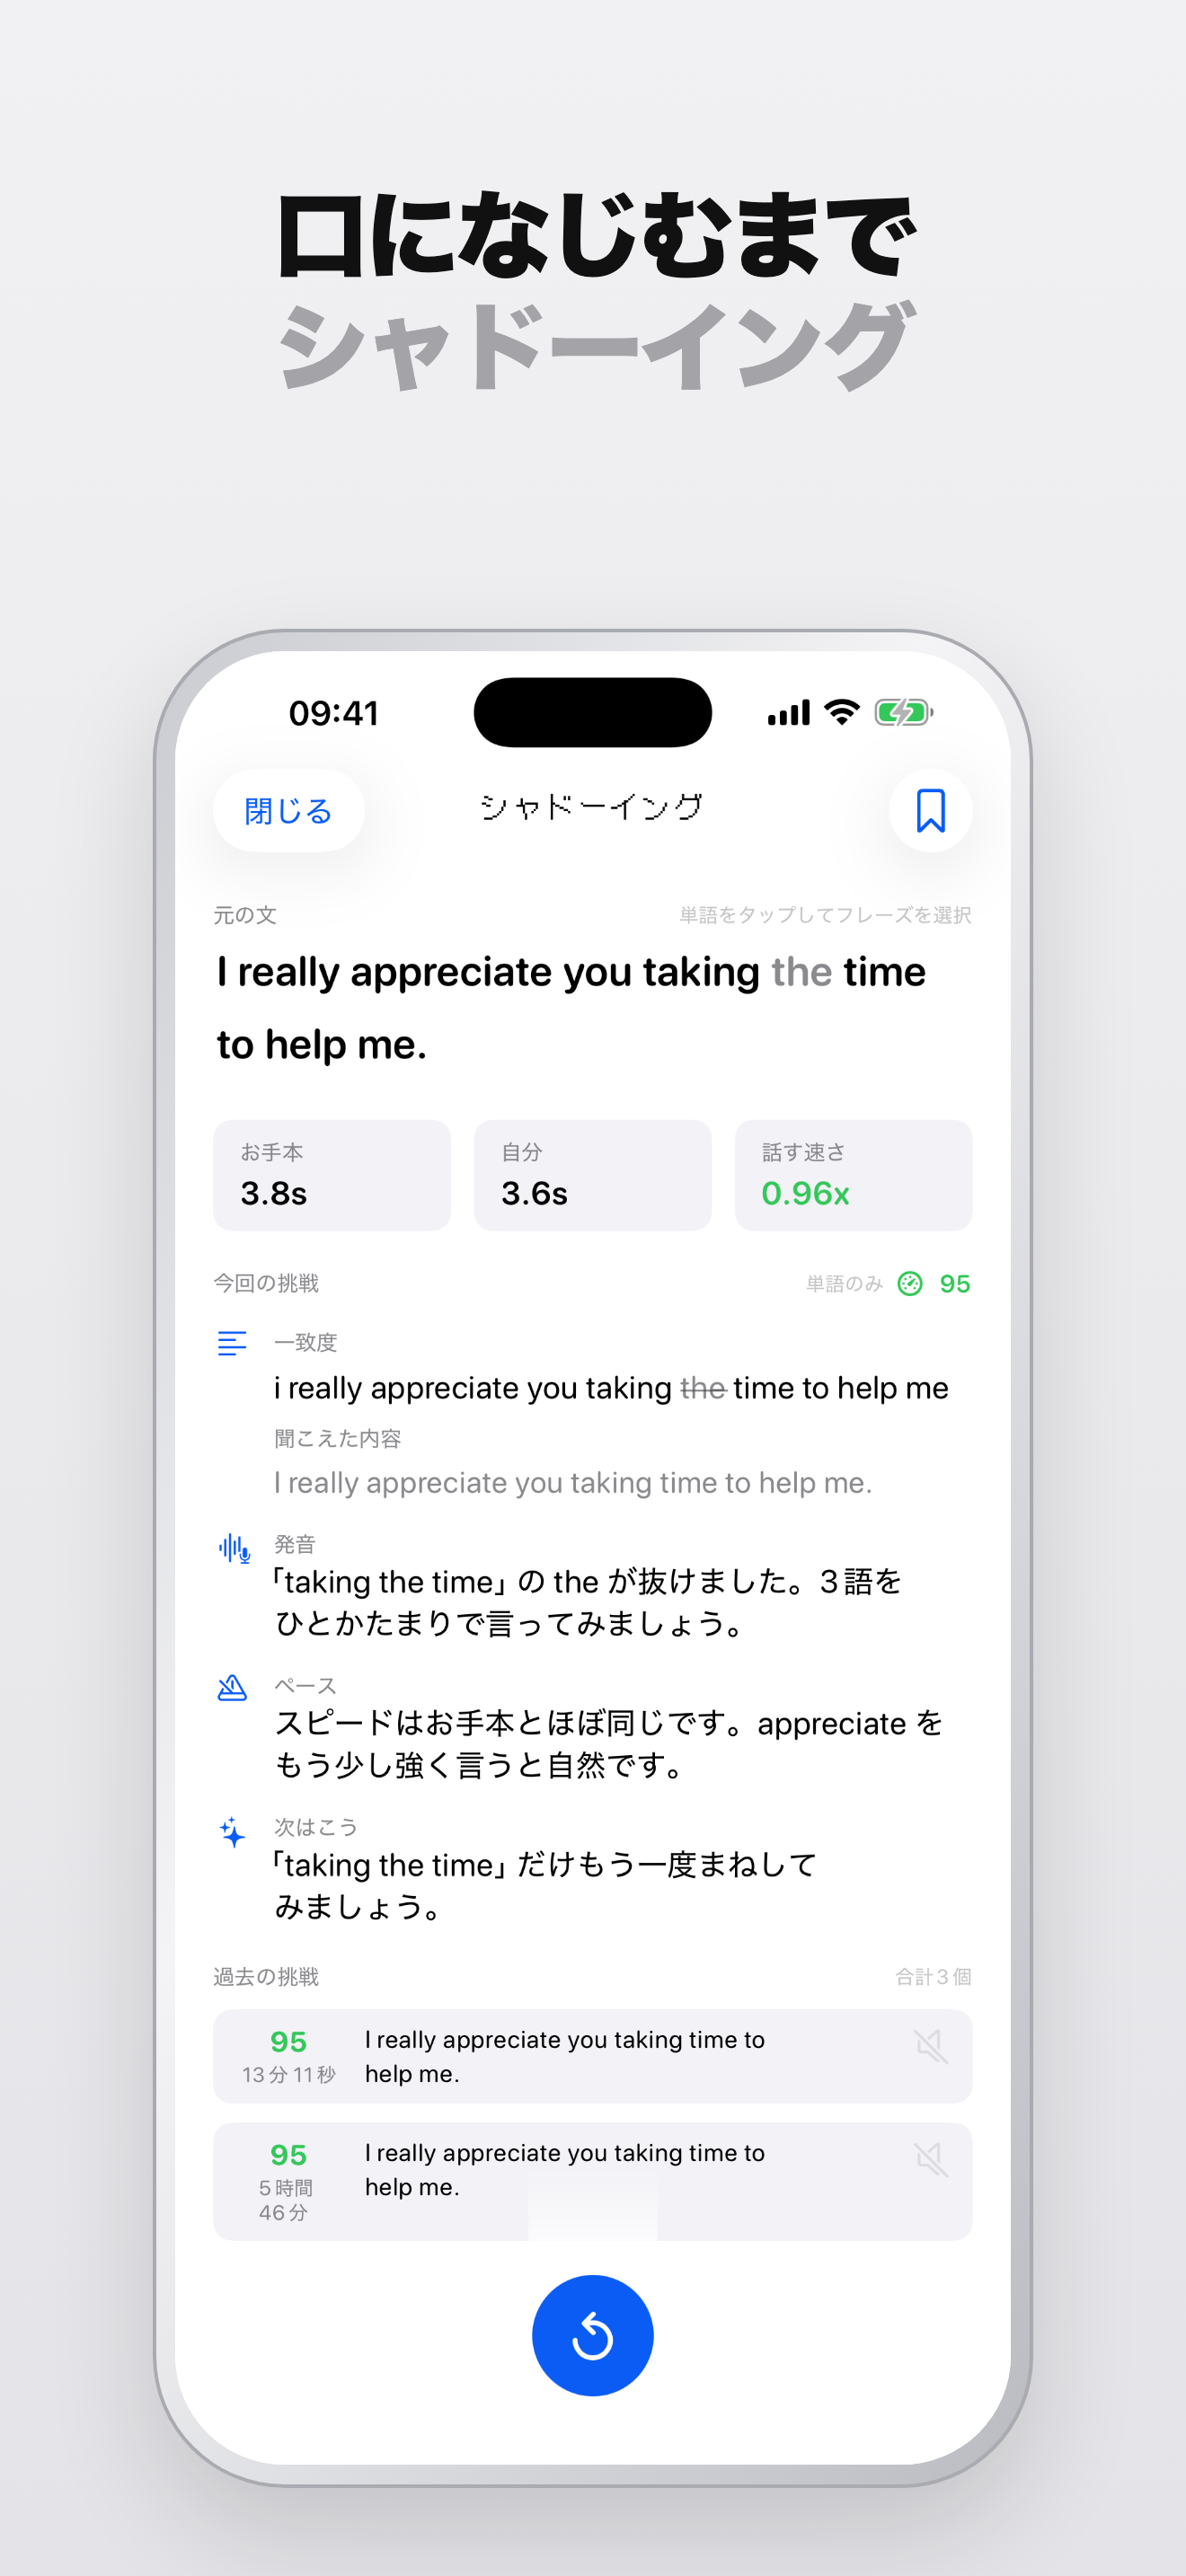 口になじむまで
シャドーイング
09:41
閉じる
シャドーイング
元の文
単語をタップしてフレーズを選択
I really appreciate you taking the time
to help me.
お手本
自分
話す速さ
3.8s
3.6s
0.96x
今回の挑戦
単語のみ 95
一致度
i really appreciate you taking the time to help me
聞こえた内容
I really appreciate you taking time to help me.
発音
「taking the time」の the が抜けました。3語を
ひとかたまりで言ってみましょう。
ペース
スピードはお手本とほぼ同じです。appreciate を
もう少し強く言うと自然です。
次はこう
「taking the time」だけもう一度まねして
みましょう。
過去の挑戦
合計3個
95
13分11秒
I really appreciate you taking time to
help me.
95
5時間
46分
I really appreciate you taking time to
help me.